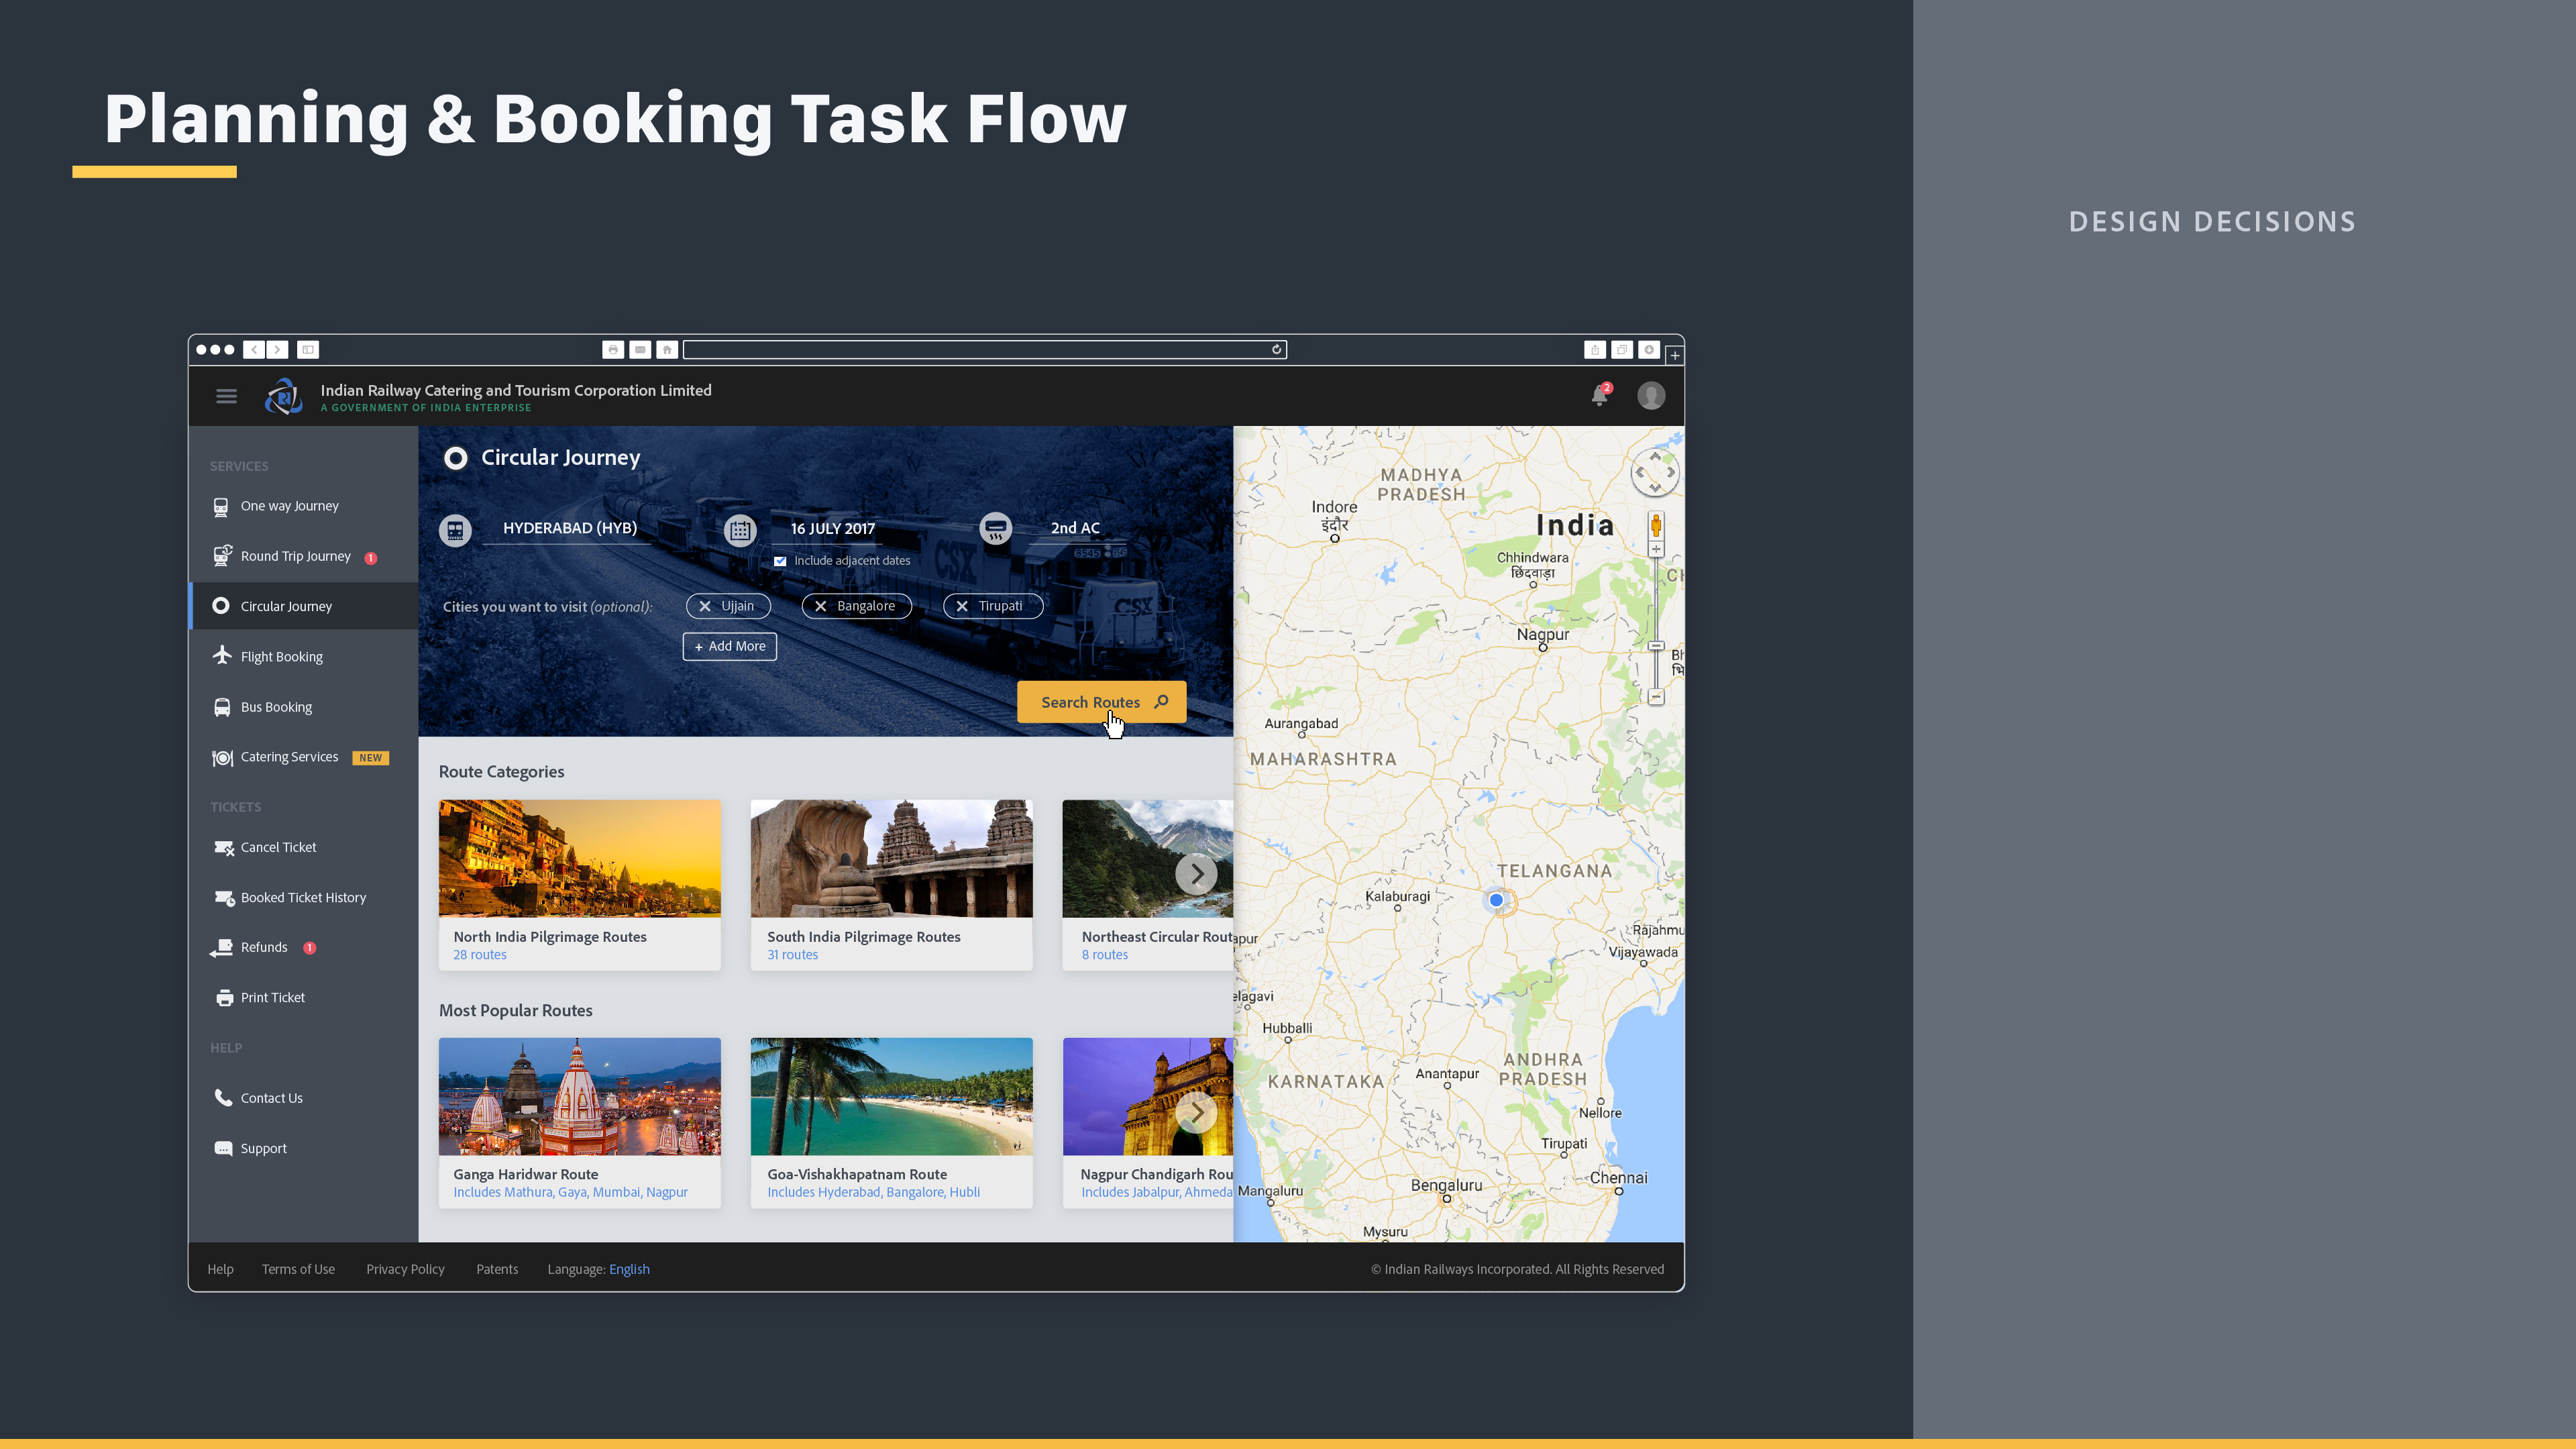 Planning & Booking Task Flow
DESIGN DECISIONS
Indian Railway Catering and Tourism Corporation Limited
A GOVERNMENT OF INDIA ENTERPRISE
2
SERVICES
One way Journey
Round Trip Journey 1
Circular Journey
Flight Booking
Bus Booking
Catering Services NEW
TICKETS
Cancel Ticket
Booked Ticket History
Refunds 1
Print Ticket
HELP
Contact Us
Support
Circular Journey
HYDERABAD (HYB) 16 JULY 2017 2nd AC
Include adjacent dates
8545
CSX
CSX
Cities you want to visit (optional): Ujjain Bangalore Tirupati
+ Add More
Search Routes
Route Categories
North India Pilgrimage Routes
28 routes
South India Pilgrimage Routes
31 routes
Northeast Circular Rout
8 routes
Most Popular Routes
Ganga Haridwar Route
Includes Mathura, Gaya, Mumbai, Nagpur
Goa-Vishakhapatnam Route
Includes Hyderabad, Bangalore, Hubli
Nagpur Chandigarh Rou
Includes Jabalpur, Ahmeda
MADHYA
PRADESH
Indore
इंदौर
India
Chhindwara
छिंदवाड़ा
CH
Nagpur
Bh
भि
Aurangabad
MAHARASHTRA
TELANGANA
Kalaburagi
apur
Rajahmu
Vijayawada
elagavi
Hubballi
ANDHRA
PRADESH
KARNATAKA
Anantapur
Nellore
Tirupati
Chennai
Mangaluru
Bengaluru
Mysuru
Help Terms of Use Privacy Policy Patents Language: English
© Indian Railways Incorporated. All Rights Reserved